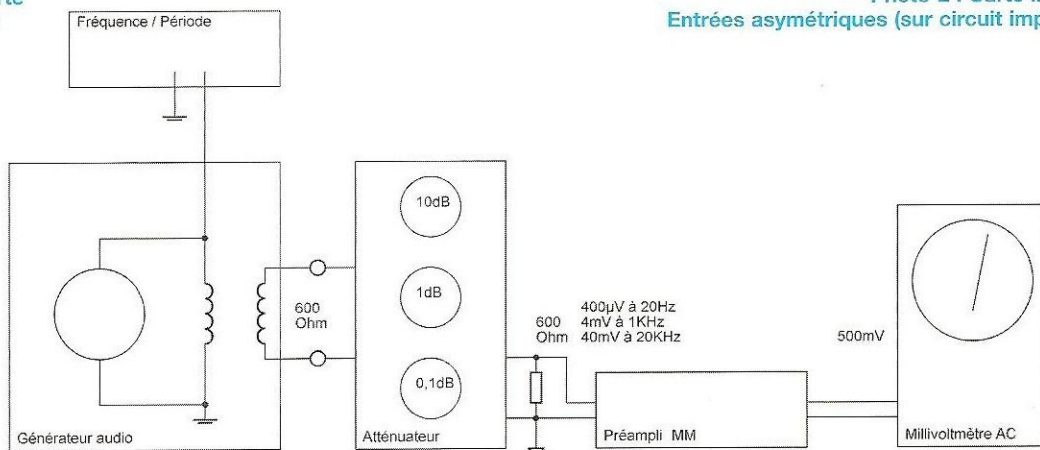 Entrées asymétriques (sur circuit
Fréquence / Période
10dB
1dB
0,1dB
600
Ohm
600
Ohm
400µV à 20Hz
4mV à 1KHz
40mV à 20KHz
500mV
Générateur audio
Atténuateur
Préampli MM
Millivoltmètre AC